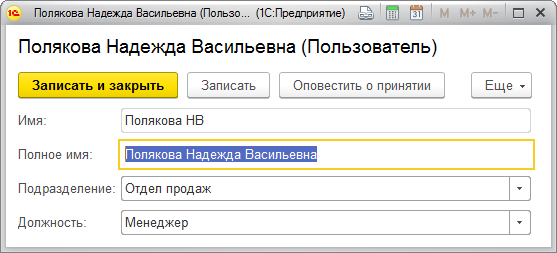 Полякова Надежда Васильевна (Пользо... (1С:Предприятие) 31 M M+ M-
Полякова Надежда Васильевна (Пользователь)
Записать и закрыть Записать Оповестить о принятии Еще
Имя: Полякова НВ
Полное имя: Полякова Надежда Васильевна
Подразделение: Отдел продаж
Должность: Менеджер